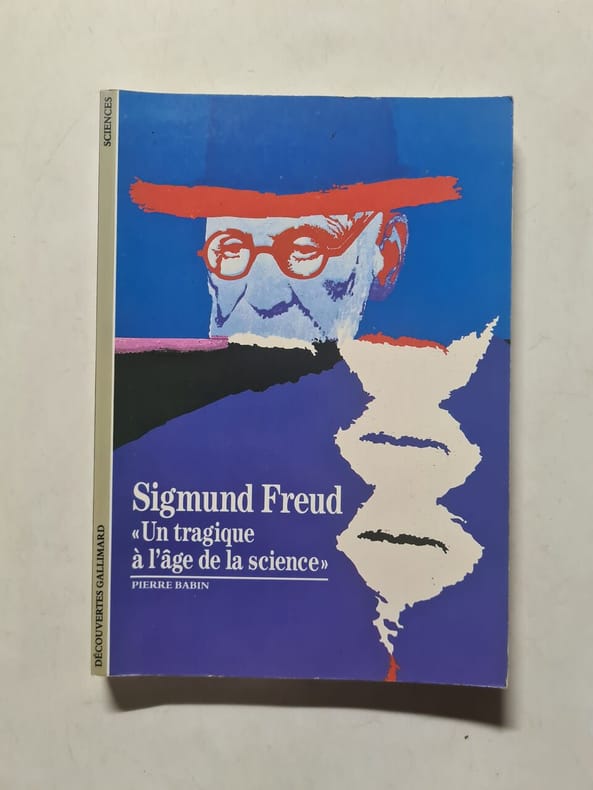 SCIENCES
DÉCOUVERTES GALLIMARD
Sigmund Freud
«Un tragique
à l'âge de la science»
PIERRE BABIN